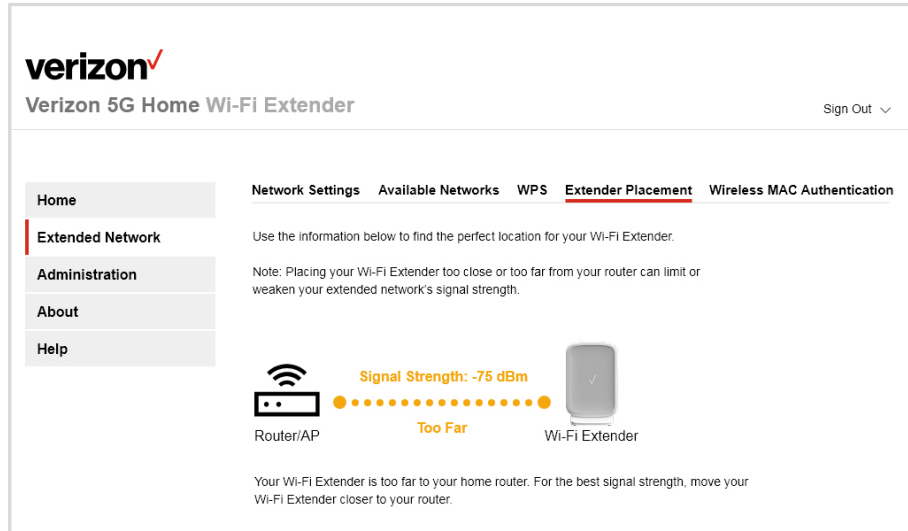 verizon
Verizon 5G Home Wi-Fi Extender
Sign Out
Home
Extended Network
Administration
About
Help
Network Settings Available Networks WPS Extender Placement Wireless MAC Authentication
Use the information below to find the perfect location for your Wi-Fi Extender.
Note: Placing your Wi-Fi Extender too close or too far from your router can limit or
weaken your extended network's signal strength.
Signal Strength: -75 dBm
Too Far
Router/AP
Wi-Fi Extender
Your Wi-Fi Extender is too far to your home router. For the best signal strength, move your
Wi-Fi Extender closer to your router.